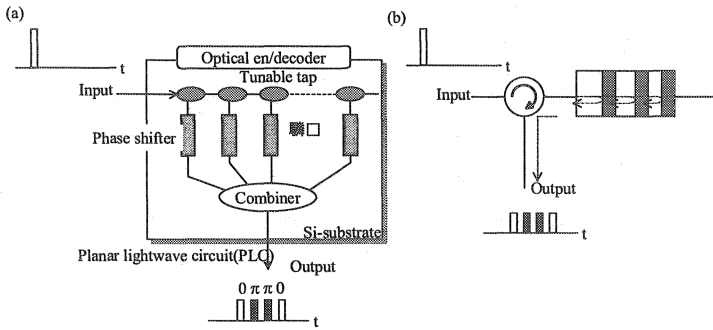 (a)
t
Optical en/decoder
Tunable tap
Input
Phase shifter
Combiner
Si-substrate
Planar lightwave circuit(PLC)
Output
0 π π 0
t
(b)
t
Input
Output
t